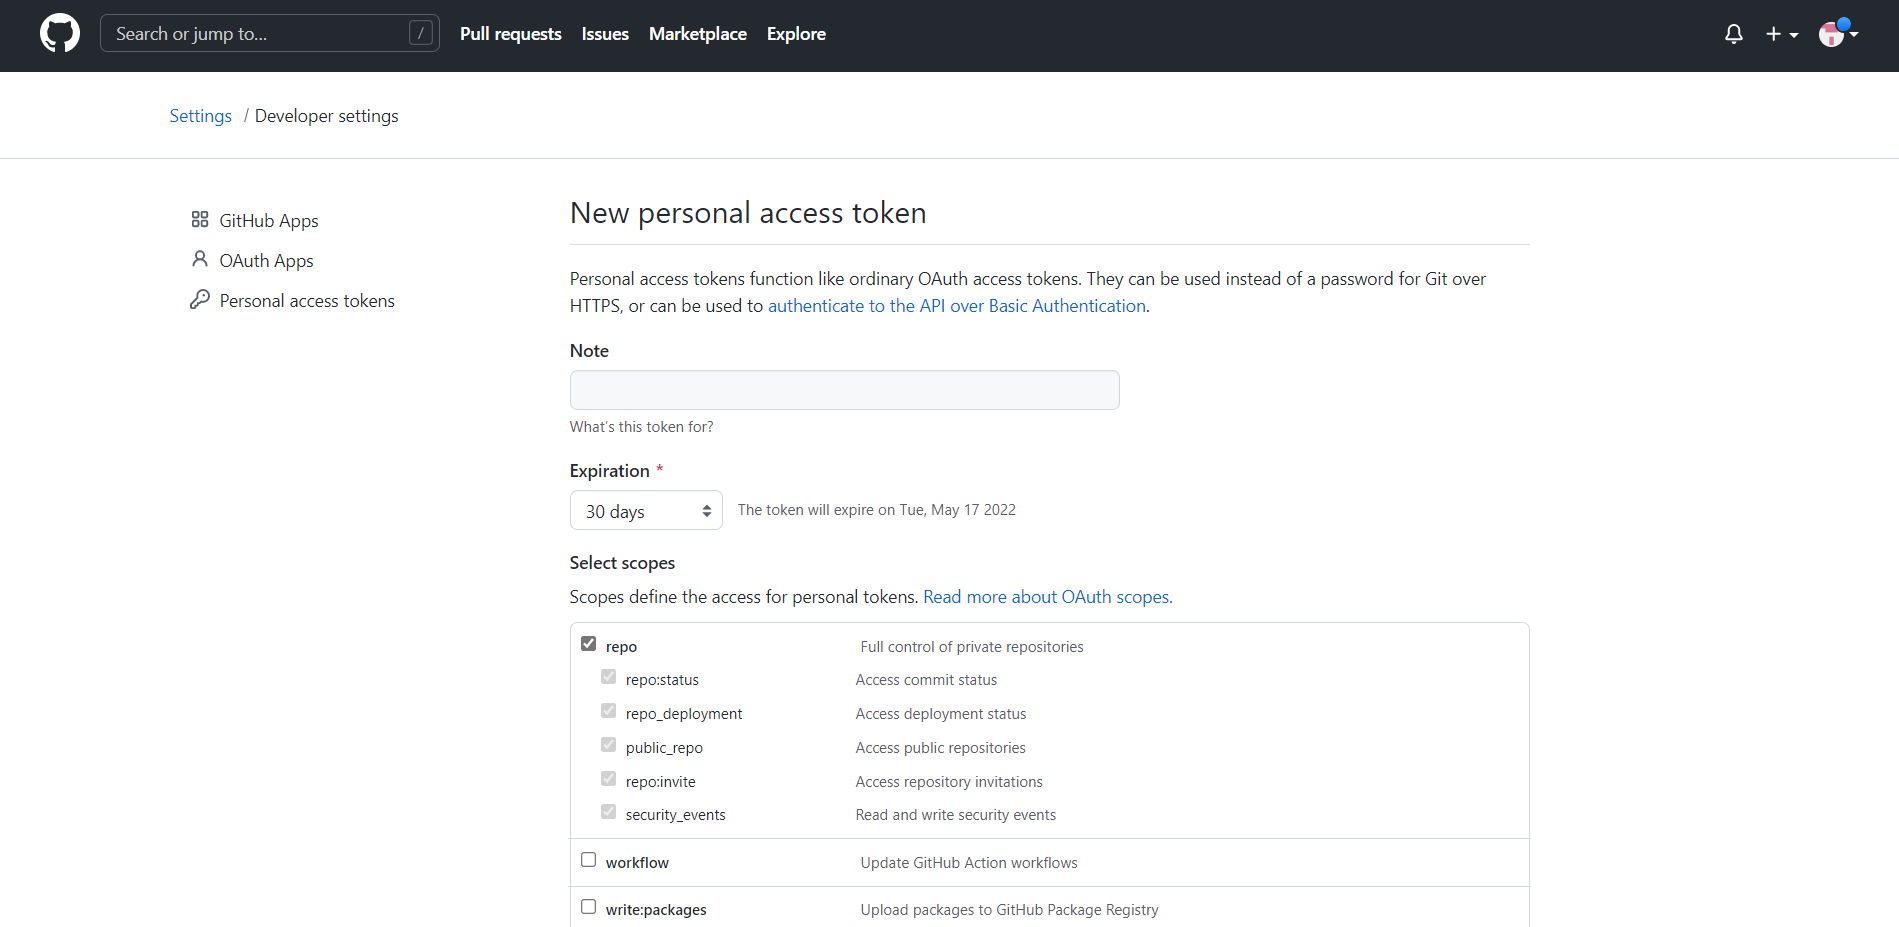 Search or jump to...
/
Pull requests
Issues
Marketplace
Explore
Settings / Developer settings
GitHub Apps
OAuth Apps
Personal access tokens
New personal access token
Personal access tokens function like ordinary OAuth access tokens. They can be used instead of a password for Git over
HTTPS, or can be used to authenticate to the API over Basic Authentication.
Note
What's this token for?
Expiration *
30 days
The token will expire on Tue, May 17 2022
Select scopes
Scopes define the access for personal tokens. Read more about OAuth scopes.
repo Full control of private repositories
repo:status Access commit status
repo_deployment Access deployment status
public_repo Access public repositories
repo:invite Access repository invitations
security_events Read and write security events
workflow Update GitHub Action workflows
write:packages Upload packages to GitHub Package Registry